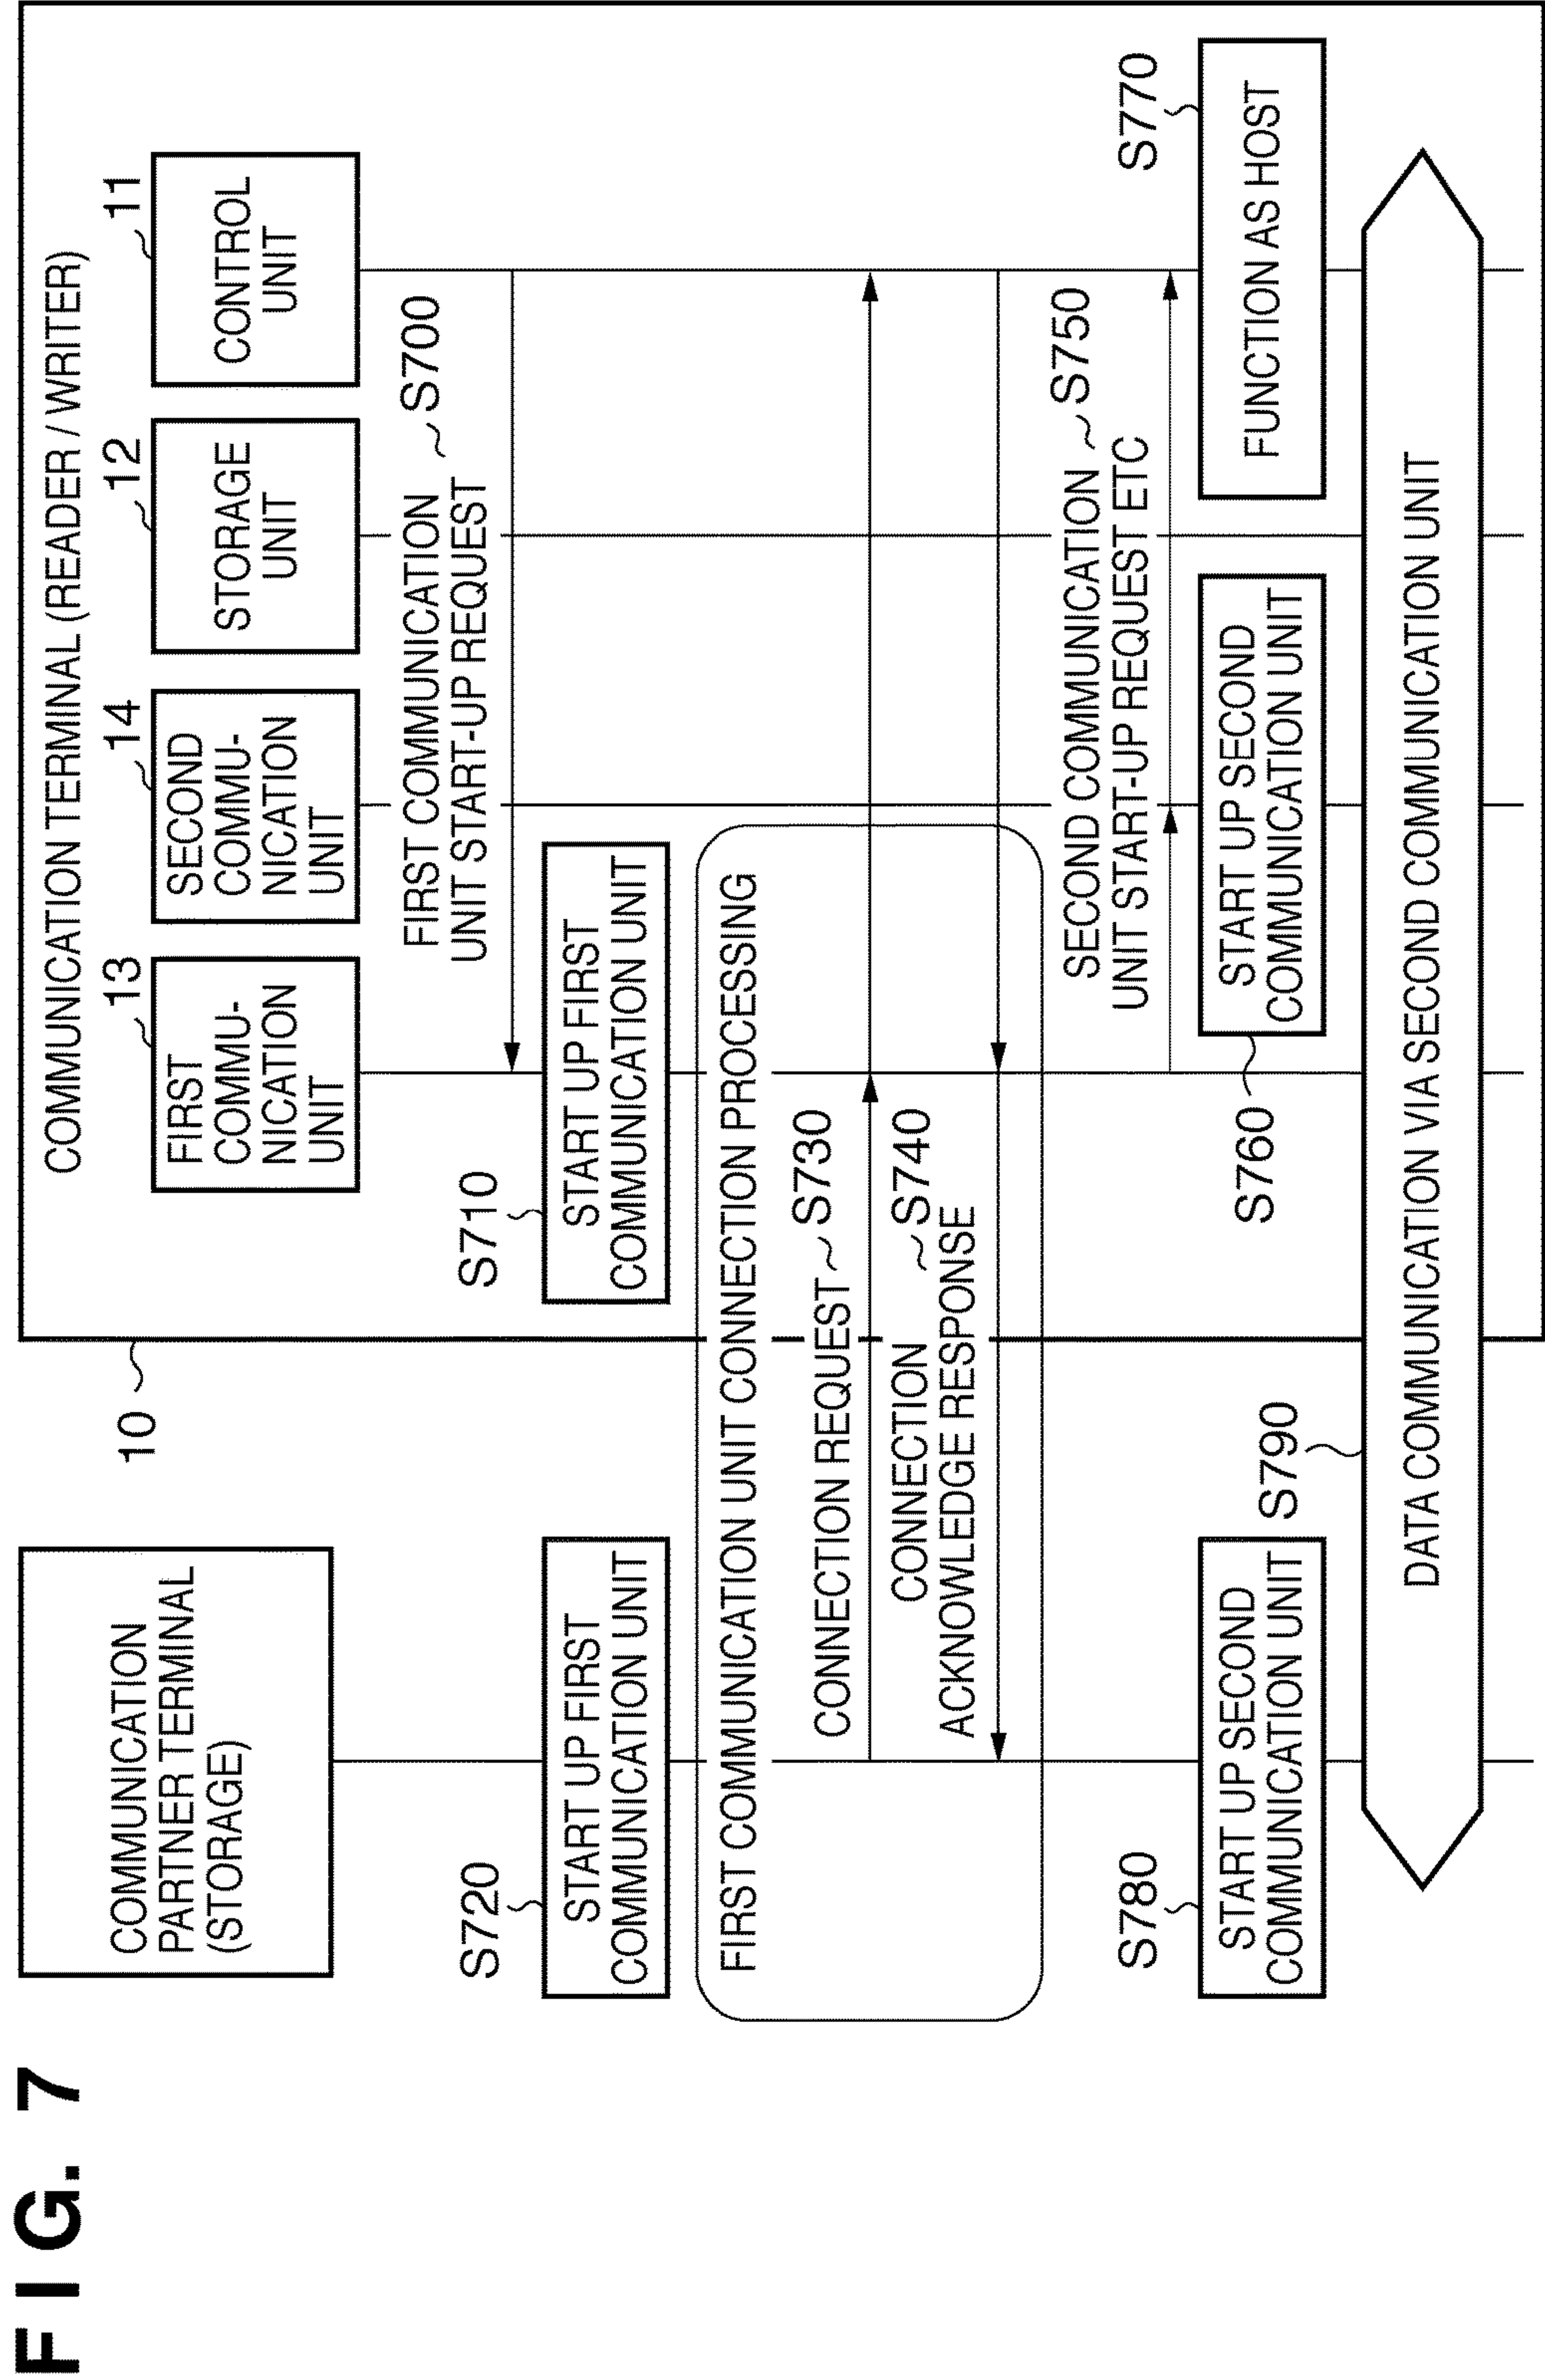 FIG. 7
COMMUNICATION
PARTNER TERMINAL
(STORAGE)
10
COMMUNICATION TERMINAL (READER / WRITER)
13
FIRST
COMMU-
NICATION
UNIT
14
SECOND
COMMU-
NICATION
UNIT
12
STORAGE
UNIT
11
CONTROL
UNIT
FIRST COMMUNICATION
UNIT START-UP REQUEST
S700
S720
START UP FIRST
COMMUNICATION UNIT
S710
START UP FIRST
COMMUNICATION UNIT
FIRST COMMUNICATION UNIT CONNECTION PROCESSING
CONNECTION REQUEST
S730
CONNECTION
ACKNOWLEDGE RESPONSE
S740
SECOND COMMUNICATION
UNIT START-UP REQUEST ETC
S750
S780
START UP SECOND
COMMUNICATION UNIT
S760
START UP SECOND
COMMUNICATION UNIT
S770
FUNCTION AS HOST
S790
DATA COMMUNICATION VIA SECOND COMMUNICATION UNIT